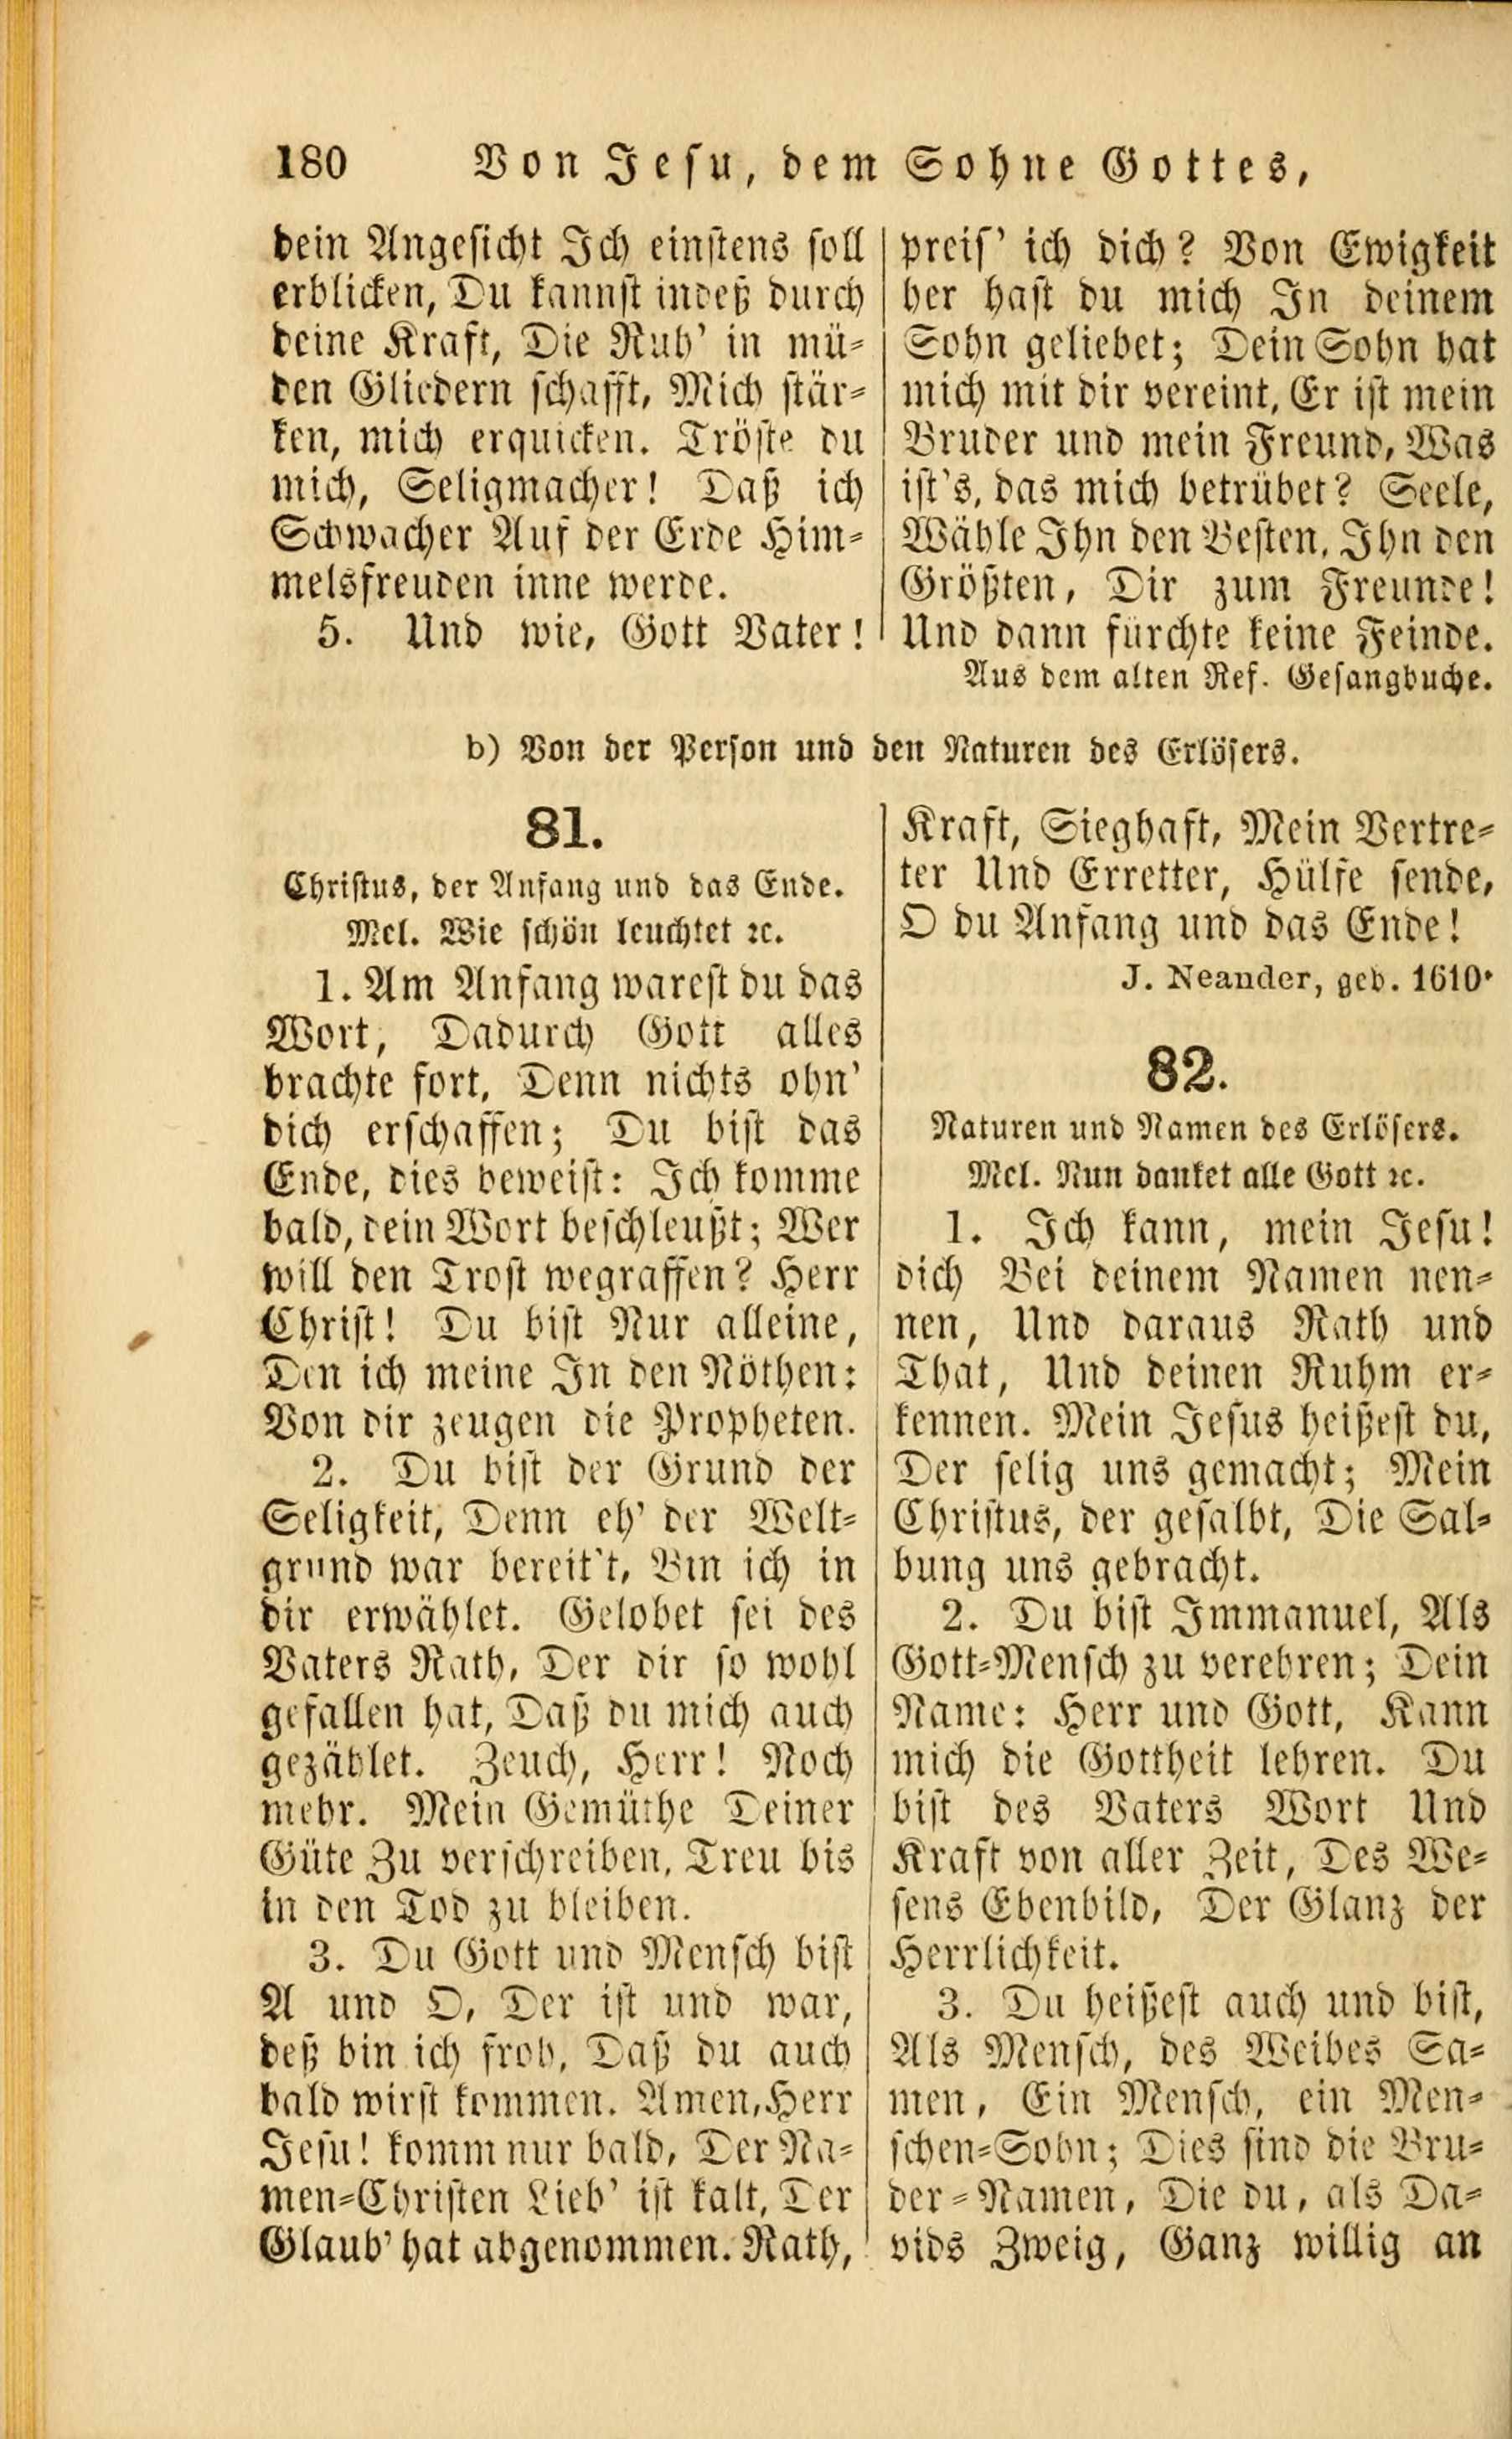 180 Von Jesu, dem Sohne Gottes,
dein Angesicht Ich einstens soll
erblicken, Du kannst indeß durch
deine Kraft, Die Ruh' in mü-
den Gliedern schafft, Mich stär-
ken, mich erquicken. Tröste du
mich, Seligmacher! Daß ich
Schwacher Auf der Erde Him-
melsfreuden inne werde.
5. Und wie, Gott Vater!
preis' ich dich? Von Ewigkeit
her hast du mich In deinem
Sohn geliebet; Dein Sohn hat
mich mit dir vereint, Er ist mein
Bruder und mein Freund, Was
ist's, das mich betrübet? Seele,
Wähle Ihn den Besten, Ihn den
Größten, Dir zum Freunde!
Und dann fürchte keine Feinde.
Aus dem alten Ref. Gesangbuche.
b) Von der Person und den Naturen des Erlösers.
81.
Christus, der Anfang und das Ende.
Mel. Wie schön leuchtet ꝛc.
1. Am Anfang warest du das
Wort, Dadurch Gott alles
brachte fort, Denn nichts ohn'
dich erschaffen; Du bist das
Ende, dies beweist: Ich komme
bald, dein Wort beschleußt; Wer
will den Trost wegraffen? Herr
Christ! Du bist Nur alleine,
Den ich meine In den Nöthen:
Von dir zeugen die Propheten.
2. Du bist der Grund der
Seligkeit, Denn eh' der Welt-
grund war bereit't, Bin ich in
dir erwählet. Gelobet sei des
Vaters Rath, Der dir so wohl
gefallen hat, Daß du mich auch
gezählet. Zeuch, Herr! Noch
mehr. Mein Gemüthe Deiner
Güte Zu verschreiben, Treu bis
in den Tod zu bleiben.
3. Du Gott und Mensch bist
A und O, Der ist und war,
deß bin ich froh, Daß du auch
bald wirst kommen. Amen, Herr
Jesu! komm nur bald, Der Na-
men-Christen Lieb' ist kalt, Der
Glaub' hat abgenommen. Rath,
Kraft, Sieghaft, Mein Vertre-
ter Und Erretter, Hülfe sende,
O du Anfang und das Ende!
J. Neander, geb. 1610.
82.
Naturen und Namen des Erlösers.
Mel. Nun danket alle Gott ꝛc.
1. Ich kann, mein Jesu!
dich Bei deinem Namen nen-
nen, Und daraus Rath und
That, Und deinen Ruhm er-
kennen. Mein Jesus heißest du,
Der selig uns gemacht; Mein
Christus, der gesalbt, Die Sal-
bung uns gebracht.
2. Du bist Immanuel, Als
Gott-Mensch zu verehren; Dein
Name: Herr und Gott, Kann
mich die Gottheit lehren. Du
bist des Vaters Wort Und
Kraft von aller Zeit, Des We-
sens Ebenbild, Der Glanz der
Herrlichkeit.
3. Du heißest auch und bist,
Als Mensch, des Weibes Sa-
men, Ein Mensch, ein Men-
schen-Sohn; Dies sind die Bru-
der-Namen, Die du, als Da-
vids Zweig, Ganz willig an